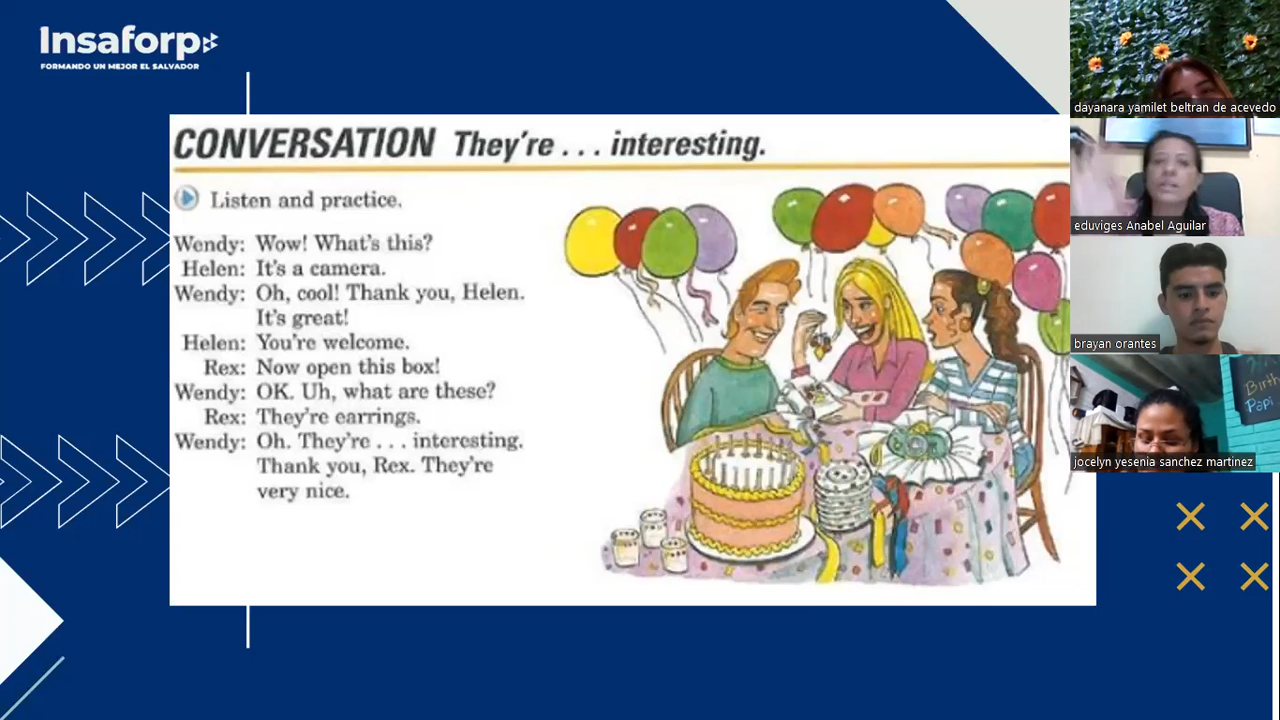 Insaforp
FORMANDO UN MEJOR EL SALVADOR
CONVERSATION They're . . . interesting.
Listen and practice.
Wendy: Wow! What's this?
Helen: It's a camera.
Wendy: Oh, cool! Thank you, Helen.
It's great!
Helen: You're welcome.
Rex: Now open this box!
Wendy: OK. Uh, what are these?
Rex: They're earrings.
Wendy: Oh. They're . . . interesting.
Thank you, Rex. They're
very nice.
dayanara yamilet beltran de acevedo
eduviges Anabel Aguilar
brayan orantes
Birth
Papi
jocelyn yesenia sanchez martinez